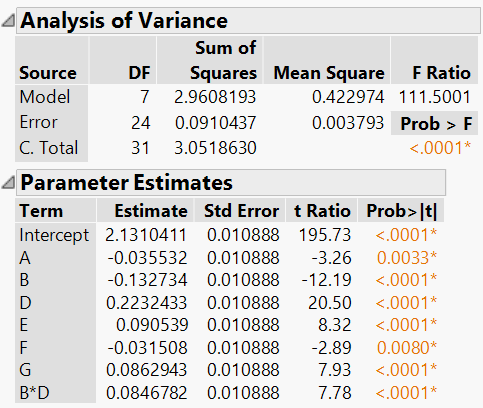 Analysis of Variance
Sum of
Source DF Squares Mean Square F Ratio
Model 7 2.9608193 0.422974 111.5001
Error 24 0.0910437 0.003793 Prob > F
C. Total 31 3.0518630 <.0001*
Parameter Estimates
Term Estimate Std Error t Ratio Prob>|t|
Intercept 2.1310411 0.010888 195.73 <.0001*
A -0.035532 0.010888 -3.26 0.0033*
B -0.132734 0.010888 -12.19 <.0001*
D 0.2232433 0.010888 20.50 <.0001*
E 0.090539 0.010888 8.32 <.0001*
F -0.031508 0.010888 -2.89 0.0080*
G 0.0862943 0.010888 7.93 <.0001*
B*D 0.0846782 0.010888 7.78 <.0001*